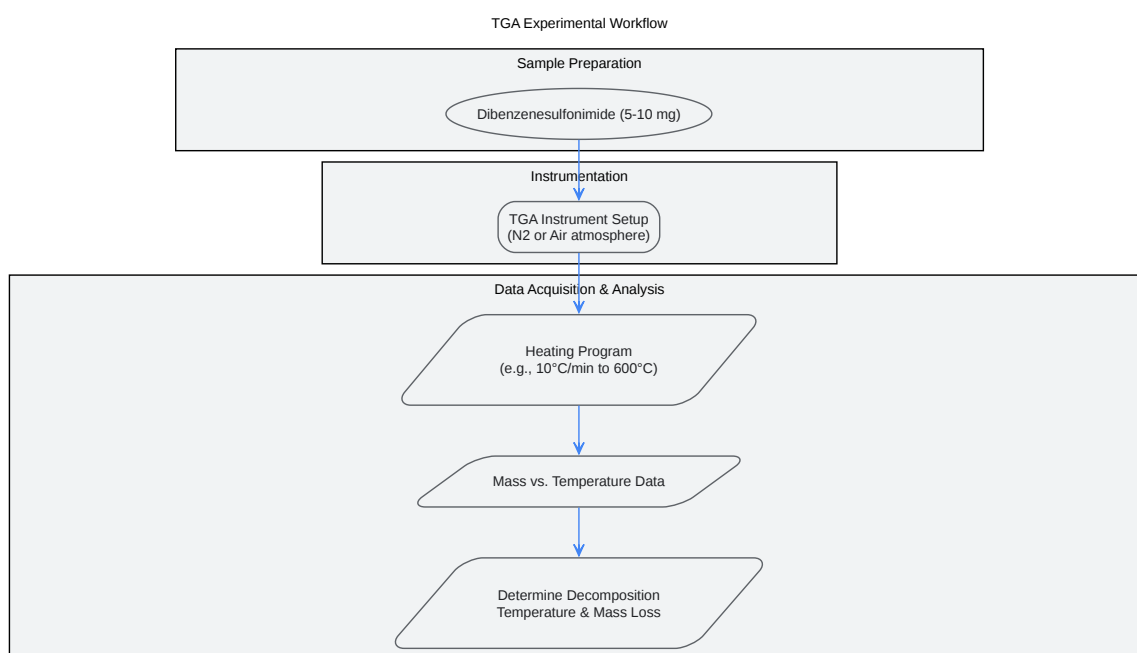 TGA Experimental Workflow
Sample Preparation
Dibenzenesulfonimide (5-10 mg)
Instrumentation
TGA Instrument Setup
(N2 or Air atmosphere)
Data Acquisition & Analysis
Heating Program
(e.g., 10°C/min to 600°C)
Mass vs. Temperature Data
Determine Decomposition
Temperature & Mass Loss